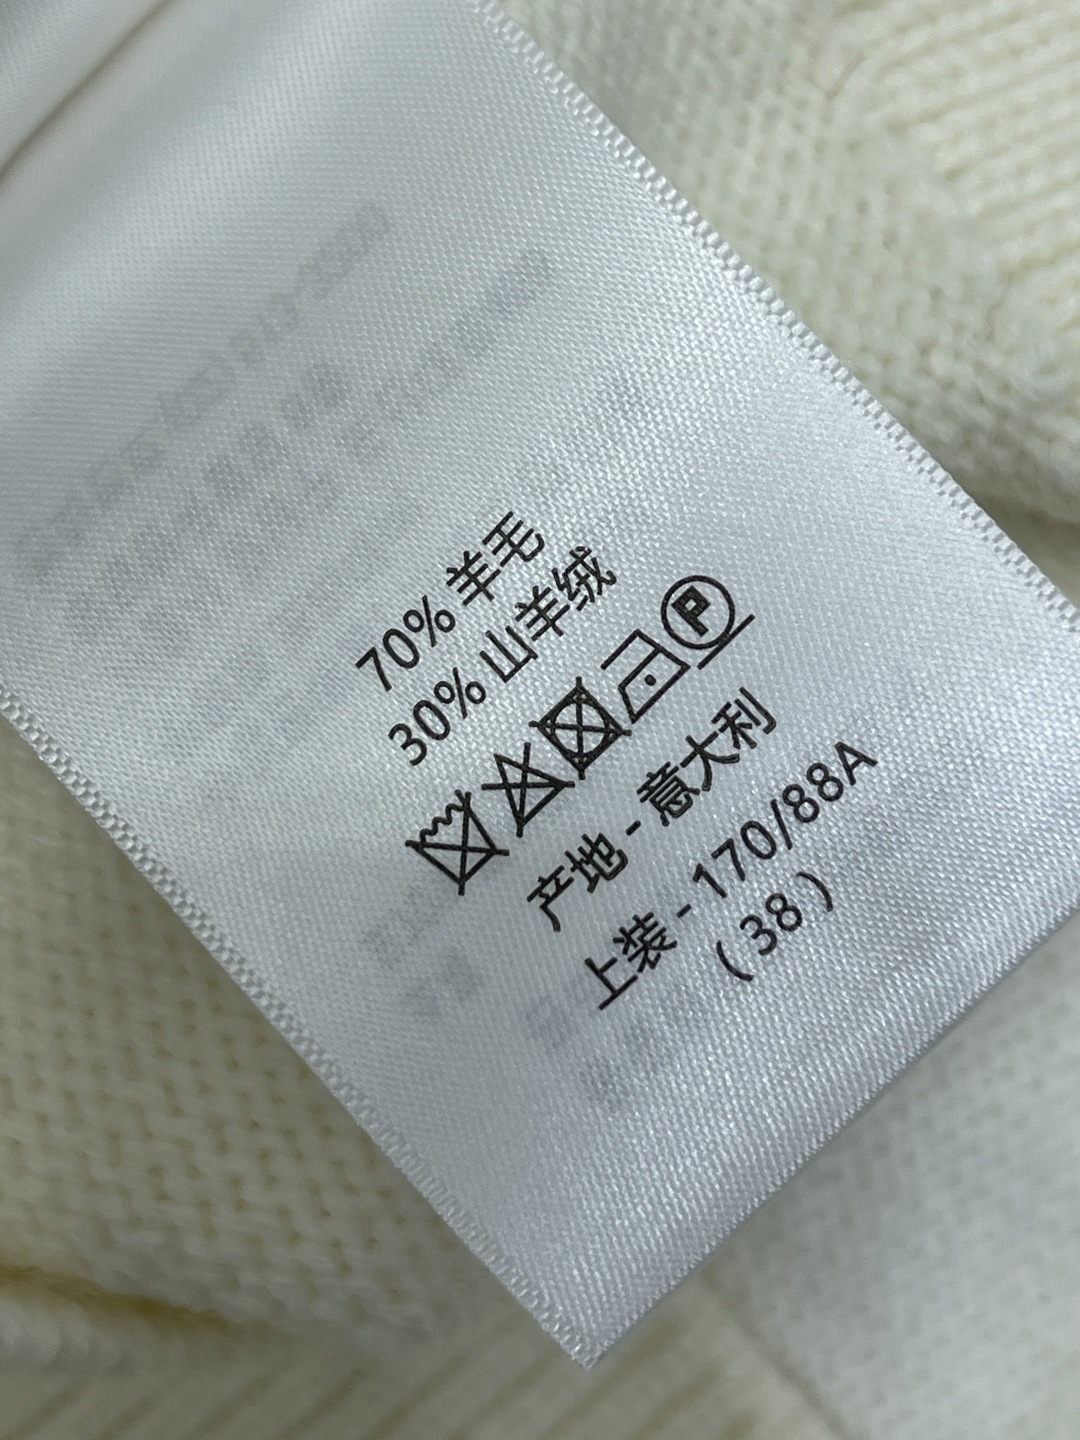 70% 羊毛
30% 山羊绒
P
产地 - 意大利
上装 - 170/88A
( 38 )